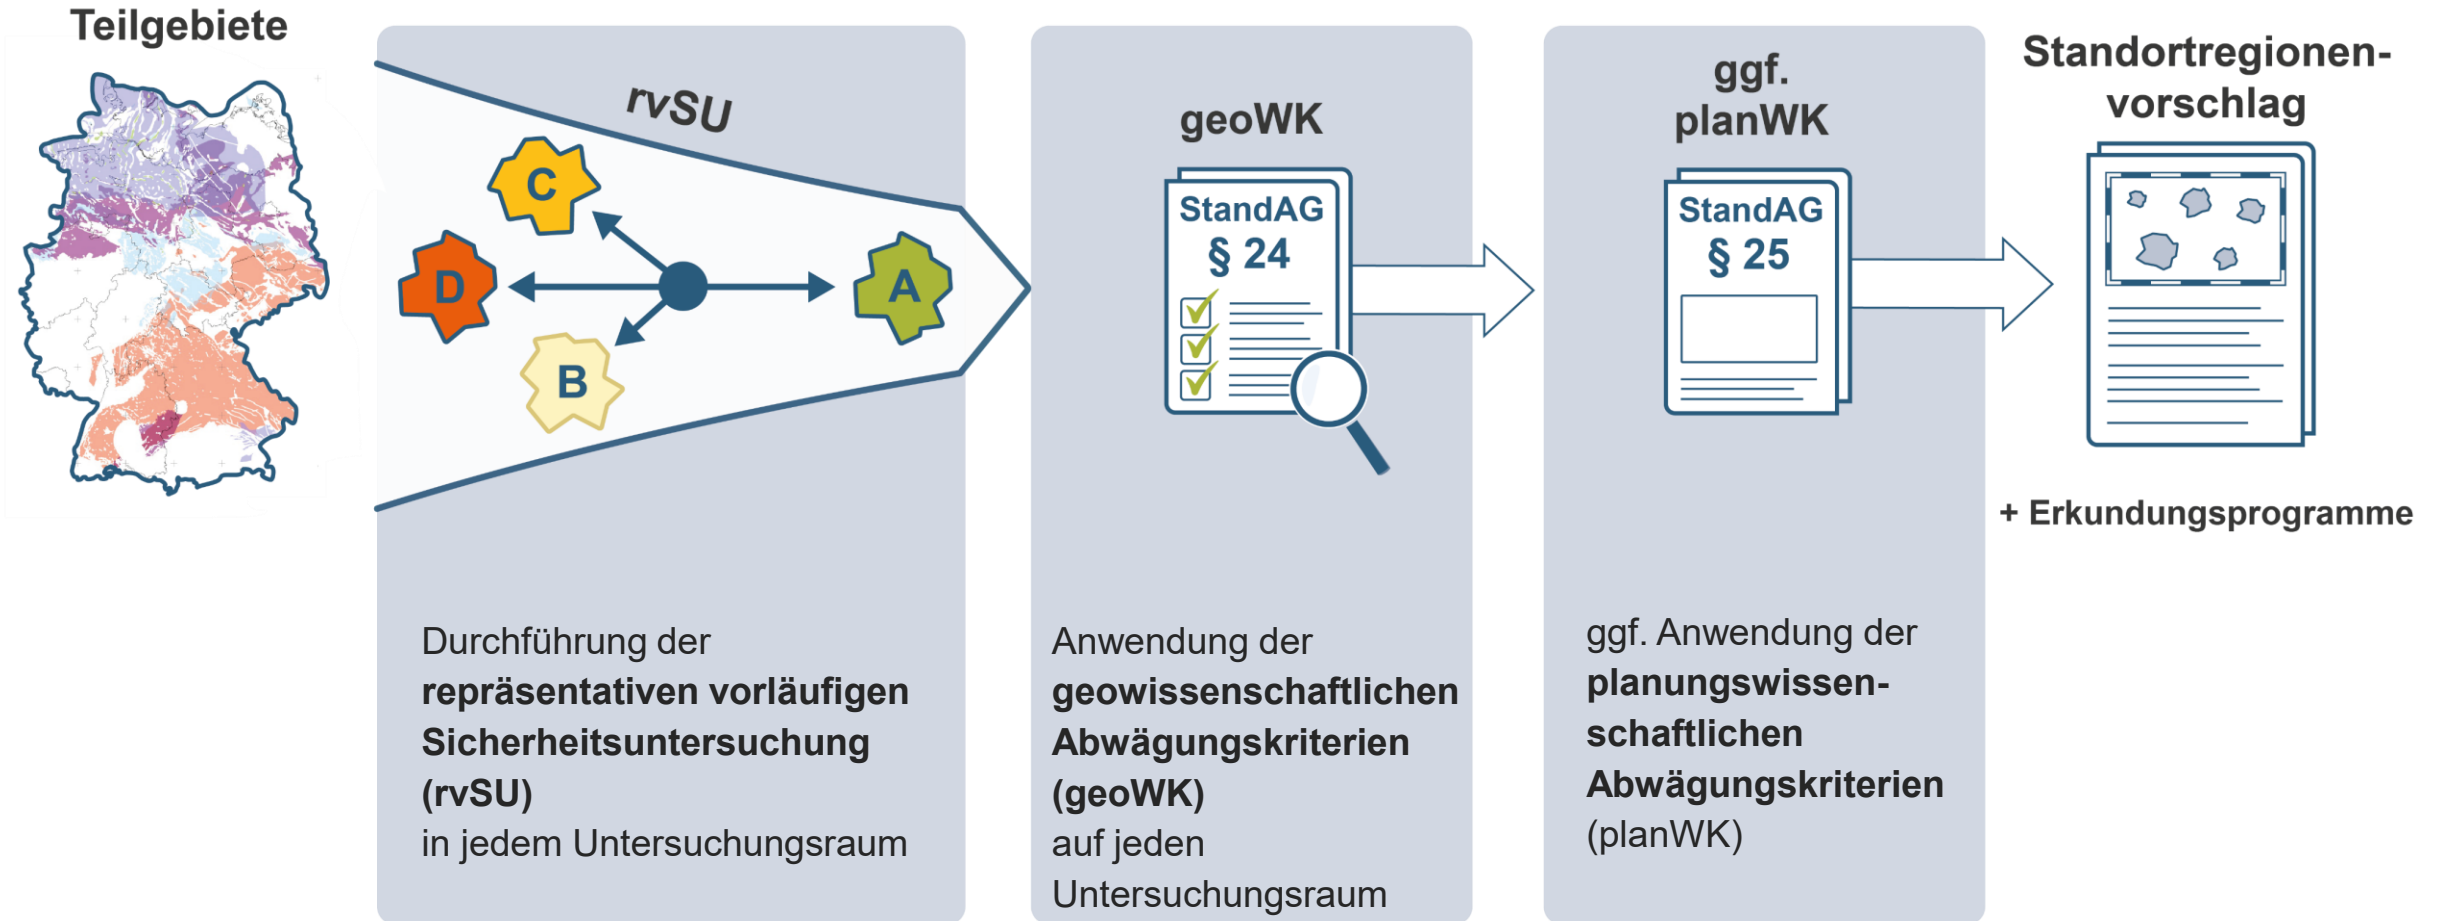 Teilgebiete
rvSU
C
D
A
B
Durchführung der
repräsentativen vorläufigen
Sicherheitsuntersuchung
(rvSU)
in jedem Untersuchungsraum
geoWK
StandAG
§ 24
Anwendung der
geowissenschaftlichen
Abwägungskriterien
(geoWK)
auf jeden
Untersuchungsraum
ggf.
planWK
StandAG
§ 25
ggf. Anwendung der
planungswissen-
schaftlichen
Abwägungskriterien
(planWK)
Standortregionen-
vorschlag
+ Erkundungsprogramme